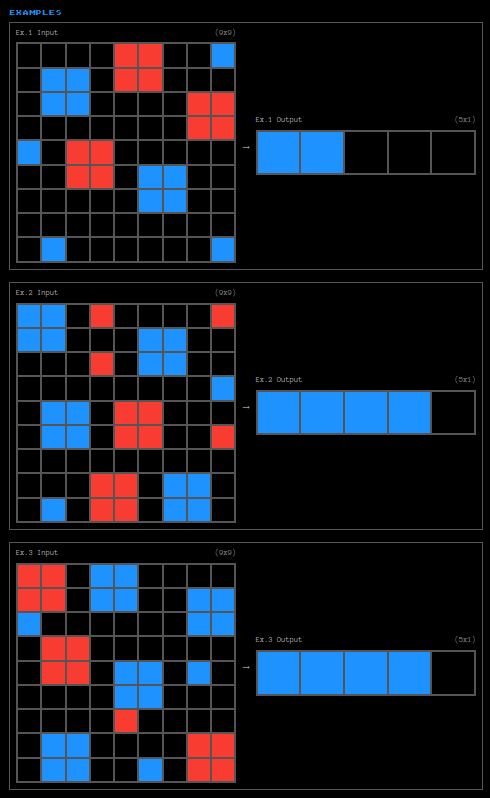 EXAMPLES
Ex.1 Input (9x9)
Ex.1 Output (5x1)
→
Ex.2 Input (9x9)
Ex.2 Output (5x1)
→
Ex.3 Input (9x9)
Ex.3 Output (5x1)
→